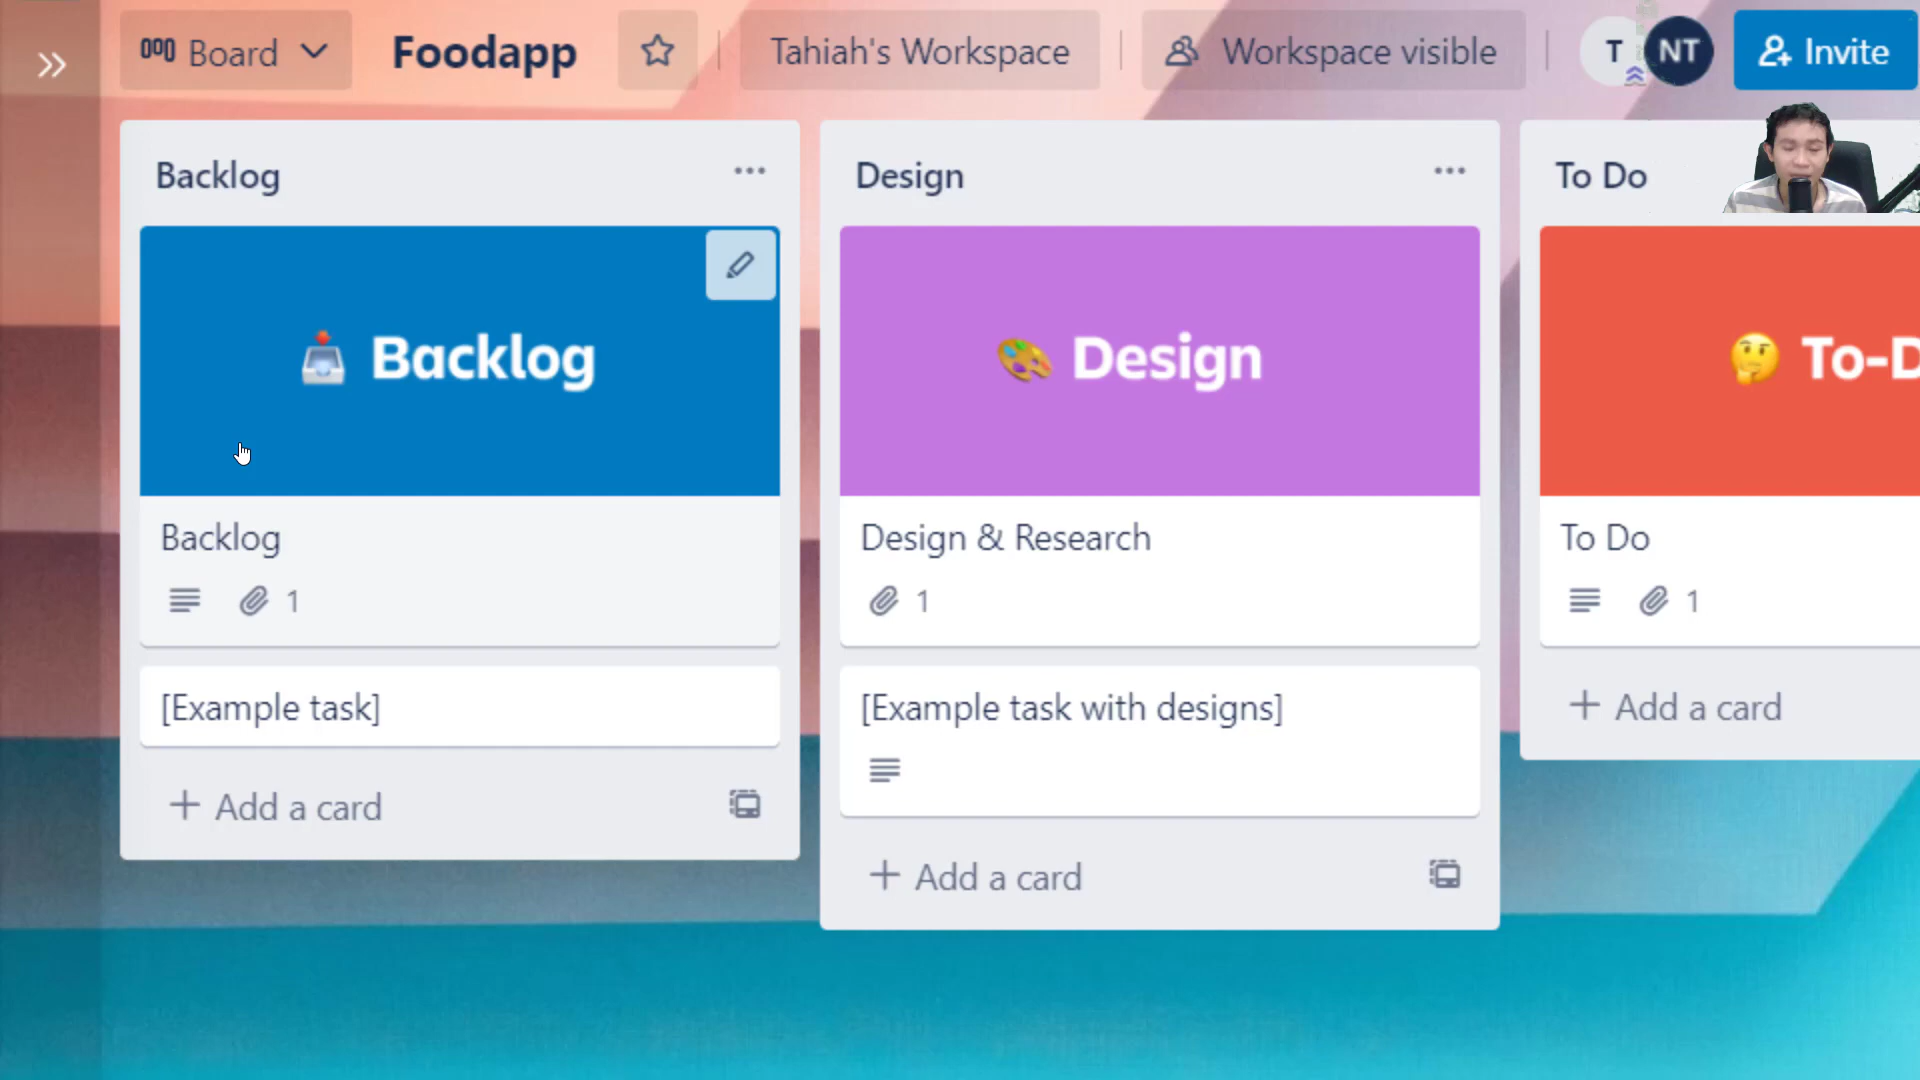 Board
Foodapp
Tahiah's Workspace
Workspace visible
T
NT
Invite
Backlog
Backlog
Backlog
1
[Example task]
Add a card
Design
Design
Design & Research
1
[Example task with designs]
Add a card
To Do
To-D
To Do
1
Add a card